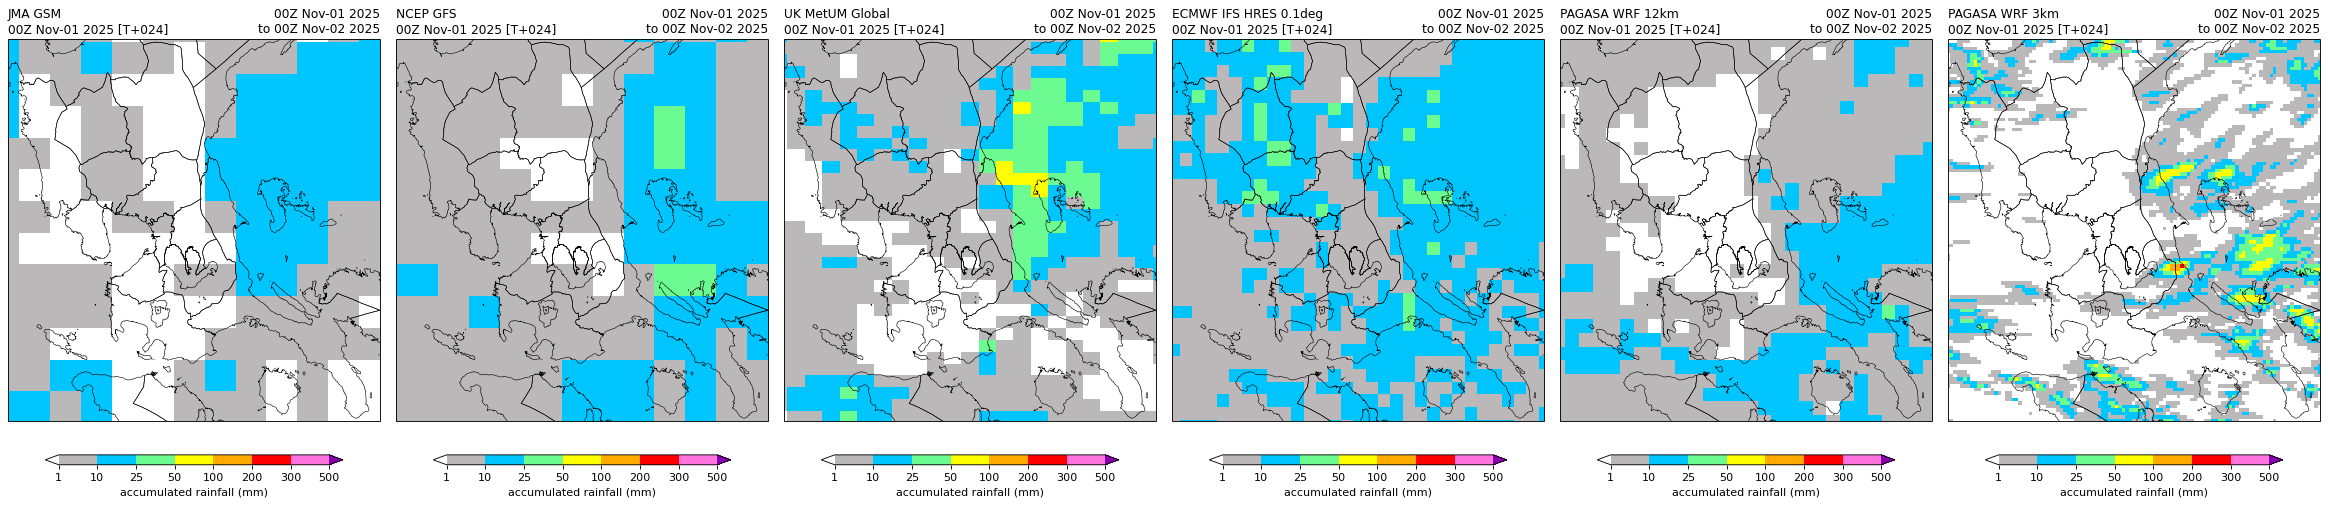 JMA GSM 00Z Nov-01 2025
00Z Nov-01 2025 [T+024] to 00Z Nov-02 2025
1 10 25 50 100 200 300 500
accumulated rainfall (mm)
NCEP GFS 00Z Nov-01 2025
00Z Nov-01 2025 [T+024] to 00Z Nov-02 2025
1 10 25 50 100 200 300 500
accumulated rainfall (mm)
UK MetUM Global 00Z Nov-01 2025
00Z Nov-01 2025 [T+024] to 00Z Nov-02 2025
1 10 25 50 100 200 300 500
accumulated rainfall (mm)
ECMWF IFS HRES 0.1deg 00Z Nov-01 2025
00Z Nov-01 2025 [T+024] to 00Z Nov-02 2025
1 10 25 50 100 200 300 500
accumulated rainfall (mm)
PAGASA WRF 12km 00Z Nov-01 2025
00Z Nov-01 2025 [T+024] to 00Z Nov-02 2025
1 10 25 50 100 200 300 500
accumulated rainfall (mm)
PAGASA WRF 3km 00Z Nov-01 2025
00Z Nov-01 2025 [T+024] to 00Z Nov-02 2025
1 10 25 50 100 200 300 500
accumulated rainfall (mm)